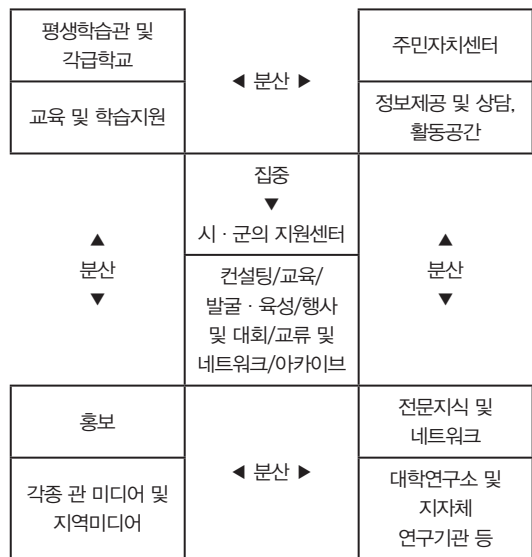 평생학습관 및
각급학교
◀ 분산 ▶
주민자치센터
교육 및 학습지원
정보제공 및 상담,
활동공간
집중
▼
시 · 군의 지원센터
▲
분산
▼
컨설팅/교육/
발굴 · 육성/행사
및 대회/교류 및
네트워크/아카이브
▲
분산
▼
홍보
◀ 분산 ▶
전문지식 및
네트워크
각종 관 미디어 및
지역미디어
대학연구소 및
지자체
연구기관 등